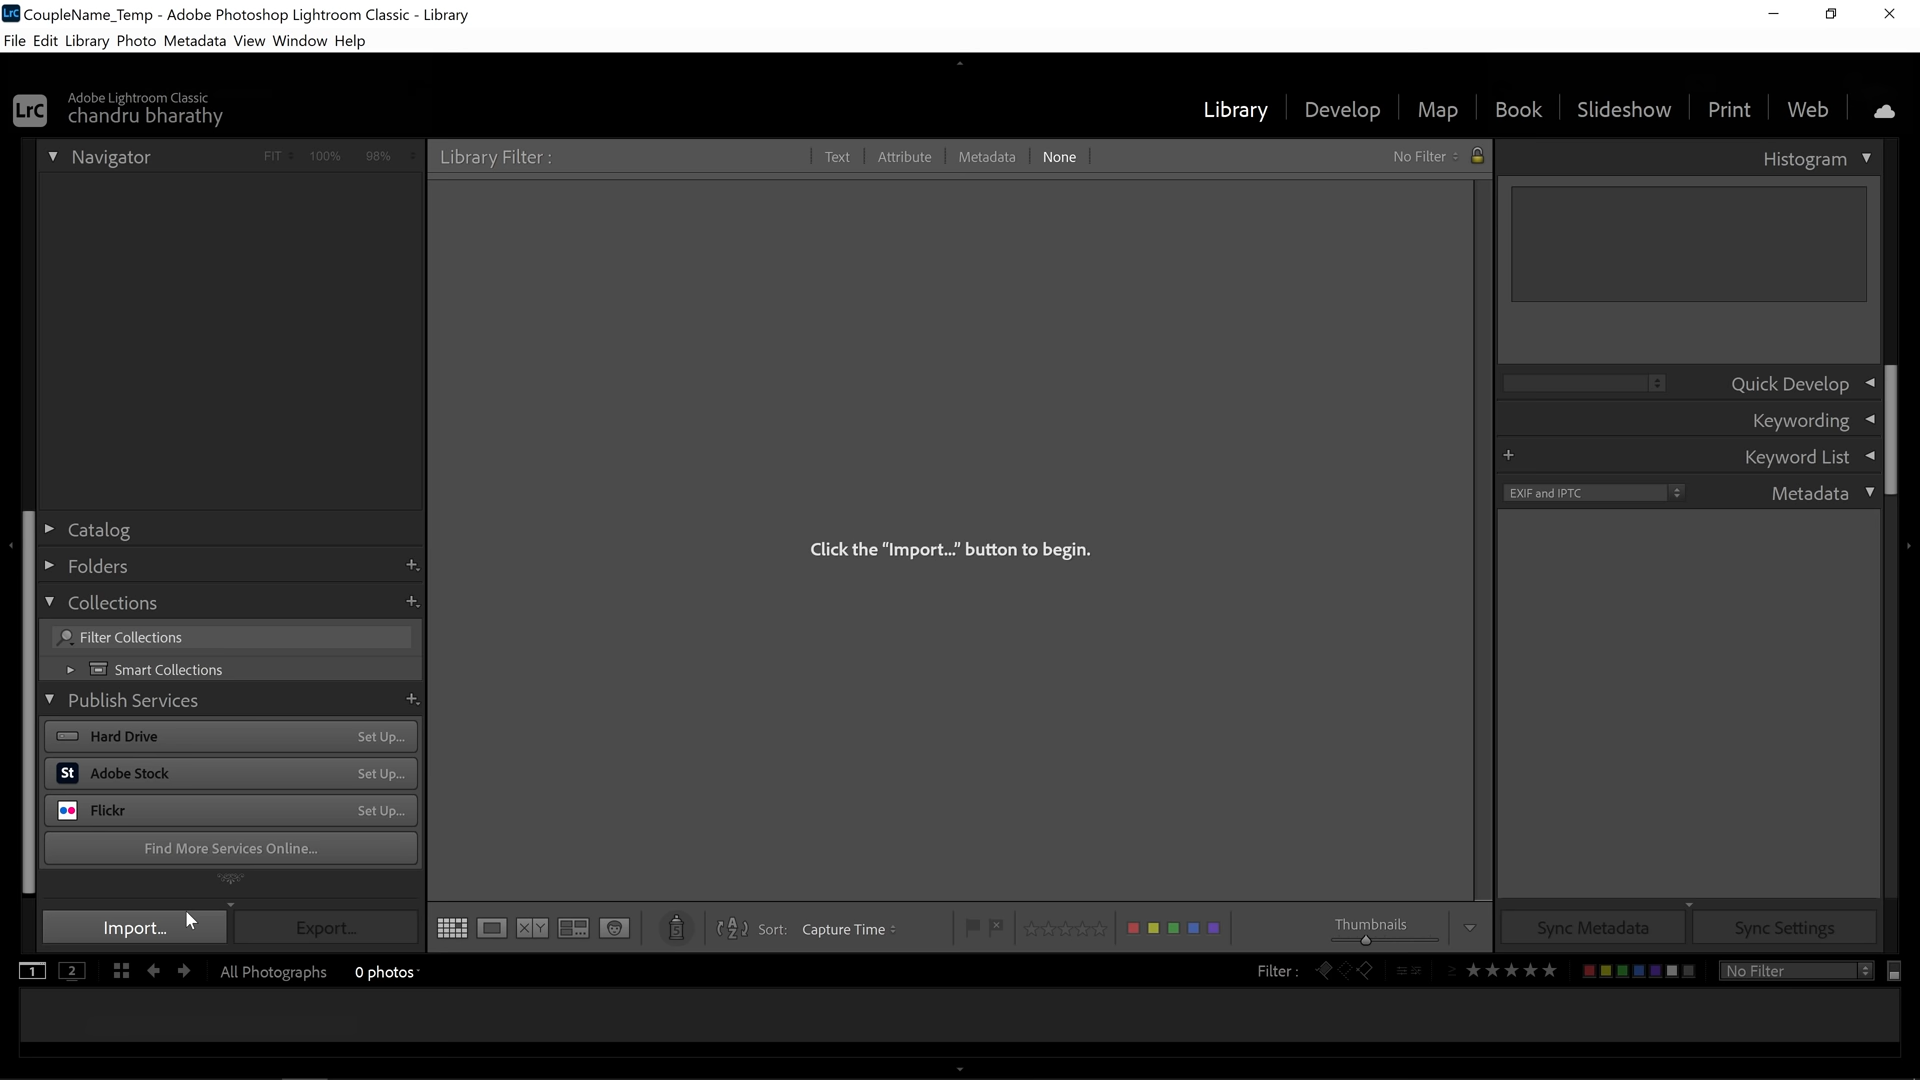 CoupleName_Temp - Adobe Photoshop Lightroom Classic - Library
File Edit Library Photo Metadata View Window Help
LrC
Adobe Lightroom Classic
chandru bharathy
Library Develop Map Book Slideshow Print Web
Navigator FIT 100% 98%
Library Filter : Text Attribute Metadata None No Filter
Histogram
Quick Develop
Keywording
Keyword List
EXIF and IPTC Metadata
Click the “Import...” button to begin.
Catalog
Folders
Collections
Filter Collections
Smart Collections
Publish Services
Hard Drive Set Up...
St Adobe Stock Set Up...
Flickr Set Up...
Find More Services Online...
Import... Export...
XY AZ Sort: Capture Time Thumbnails
Sync Metadata Sync Settings
1 2 All Photographs 0 photos Filter : No Filter